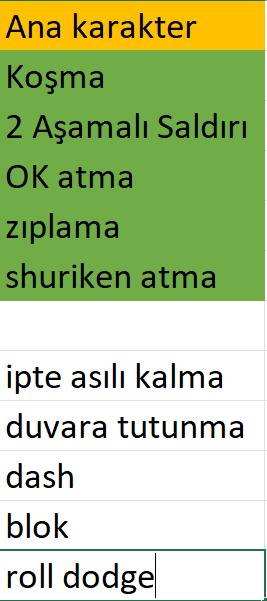 Ana karakter
Koşma
2 Aşamalı Saldırı
OK atma
zıplama
shuriken atma
ipte asılı kalma
duvara tutunma
dash
blok
roll dodge